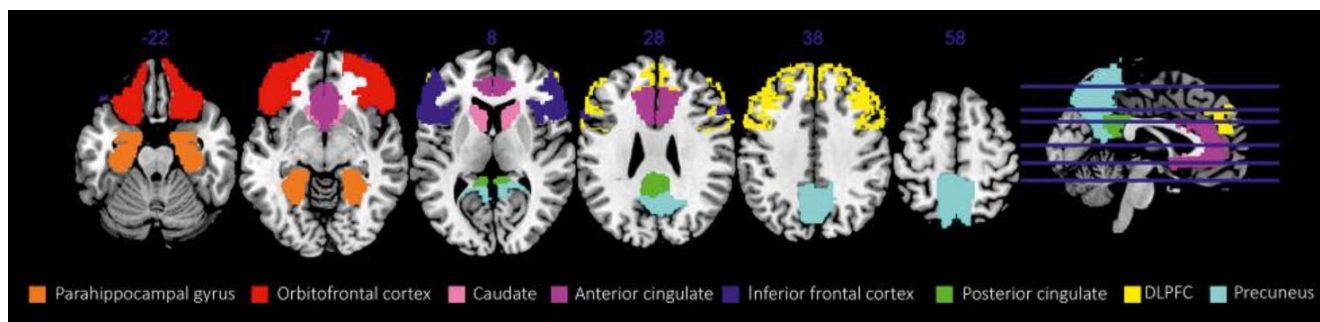 -22 -7 8 28 38 58
Parahippocampal gyrus Orbitofrontal cortex Caudate Anterior cingulate Inferior frontal cortex Posterior cingulate DLPFC Precuneus